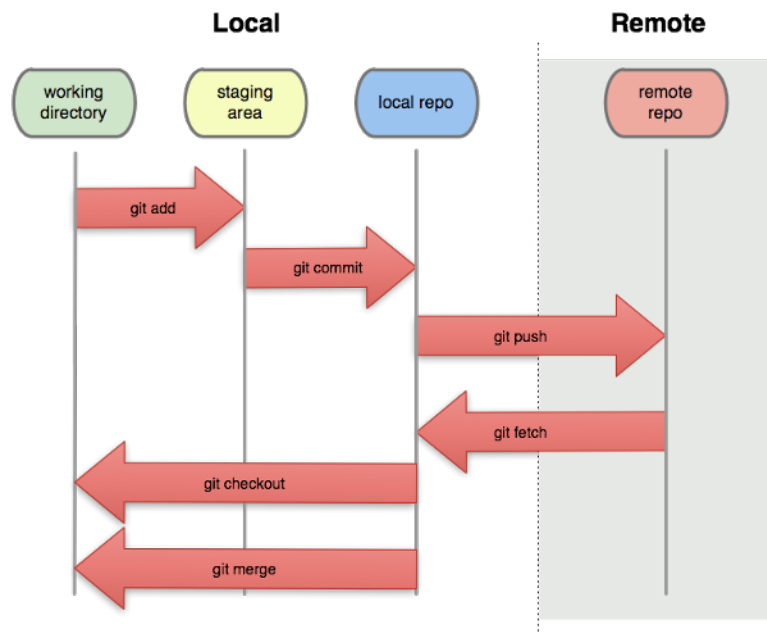 Local
Remote
working
directory
staging
area
local repo
remote
repo
git add
git commit
git push
git fetch
git checkout
git merge